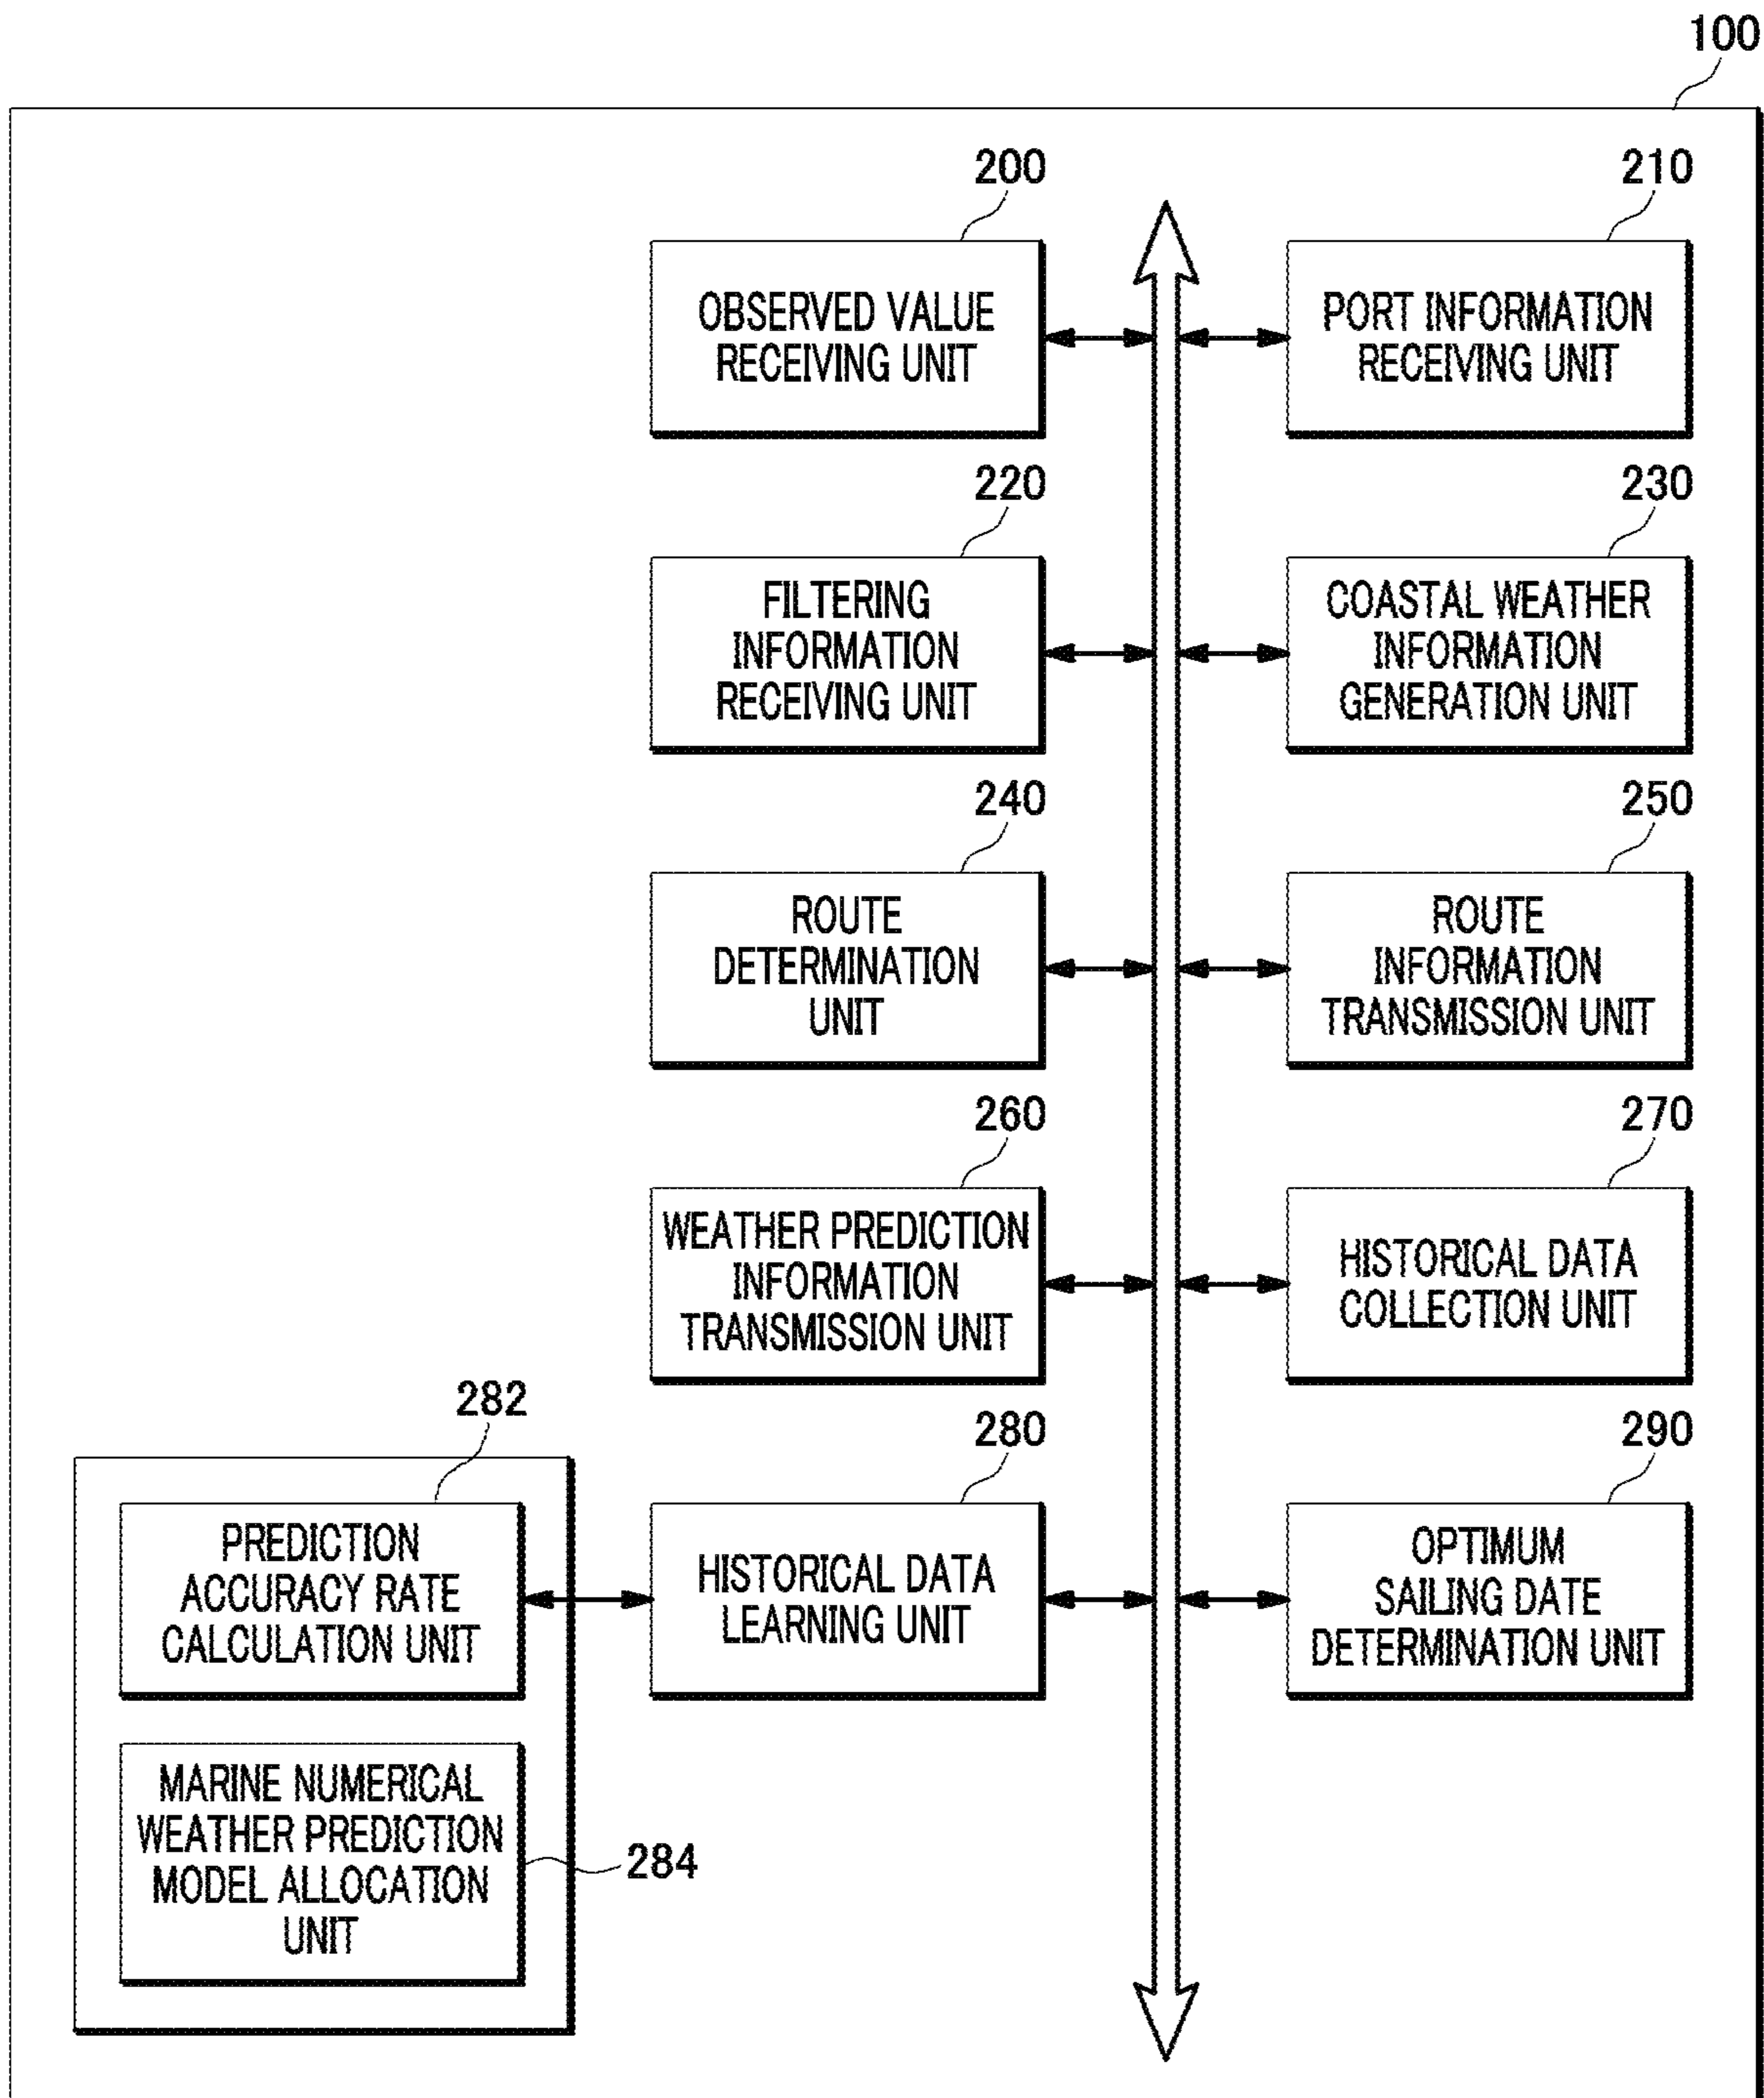 100
200
OBSERVED VALUE
RECEIVING UNIT
210
PORT INFORMATION
RECEIVING UNIT
220
FILTERING
INFORMATION
RECEIVING UNIT
230
COASTAL WEATHER
INFORMATION
GENERATION UNIT
240
ROUTE
DETERMINATION
UNIT
250
ROUTE
INFORMATION
TRANSMISSION UNIT
260
WEATHER PREDICTION
INFORMATION
TRANSMISSION UNIT
270
HISTORICAL DATA
COLLECTION UNIT
282
PREDICTION
ACCURACY RATE
CALCULATION UNIT
280
HISTORICAL DATA
LEARNING UNIT
290
OPTIMUM
SAILING DATE
DETERMINATION UNIT
MARINE NUMERICAL
WEATHER PREDICTION
MODEL ALLOCATION
UNIT
284